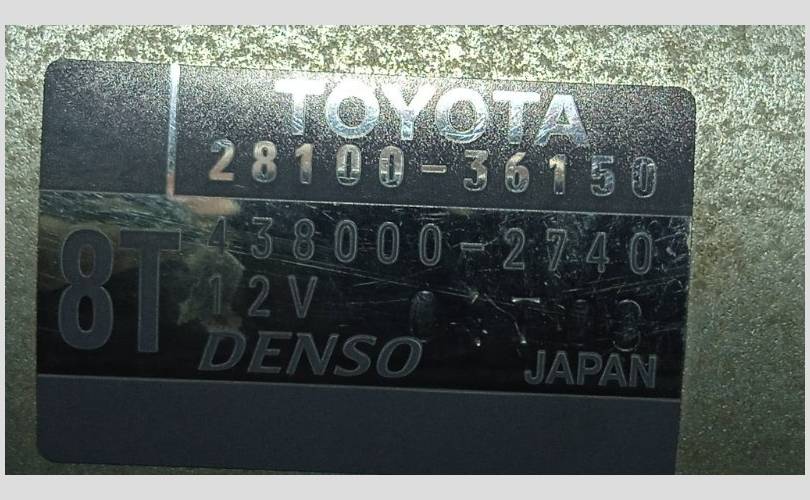 TOYOTA
28100-36150
438000-2740
8T
12V
DENSO
JAPAN